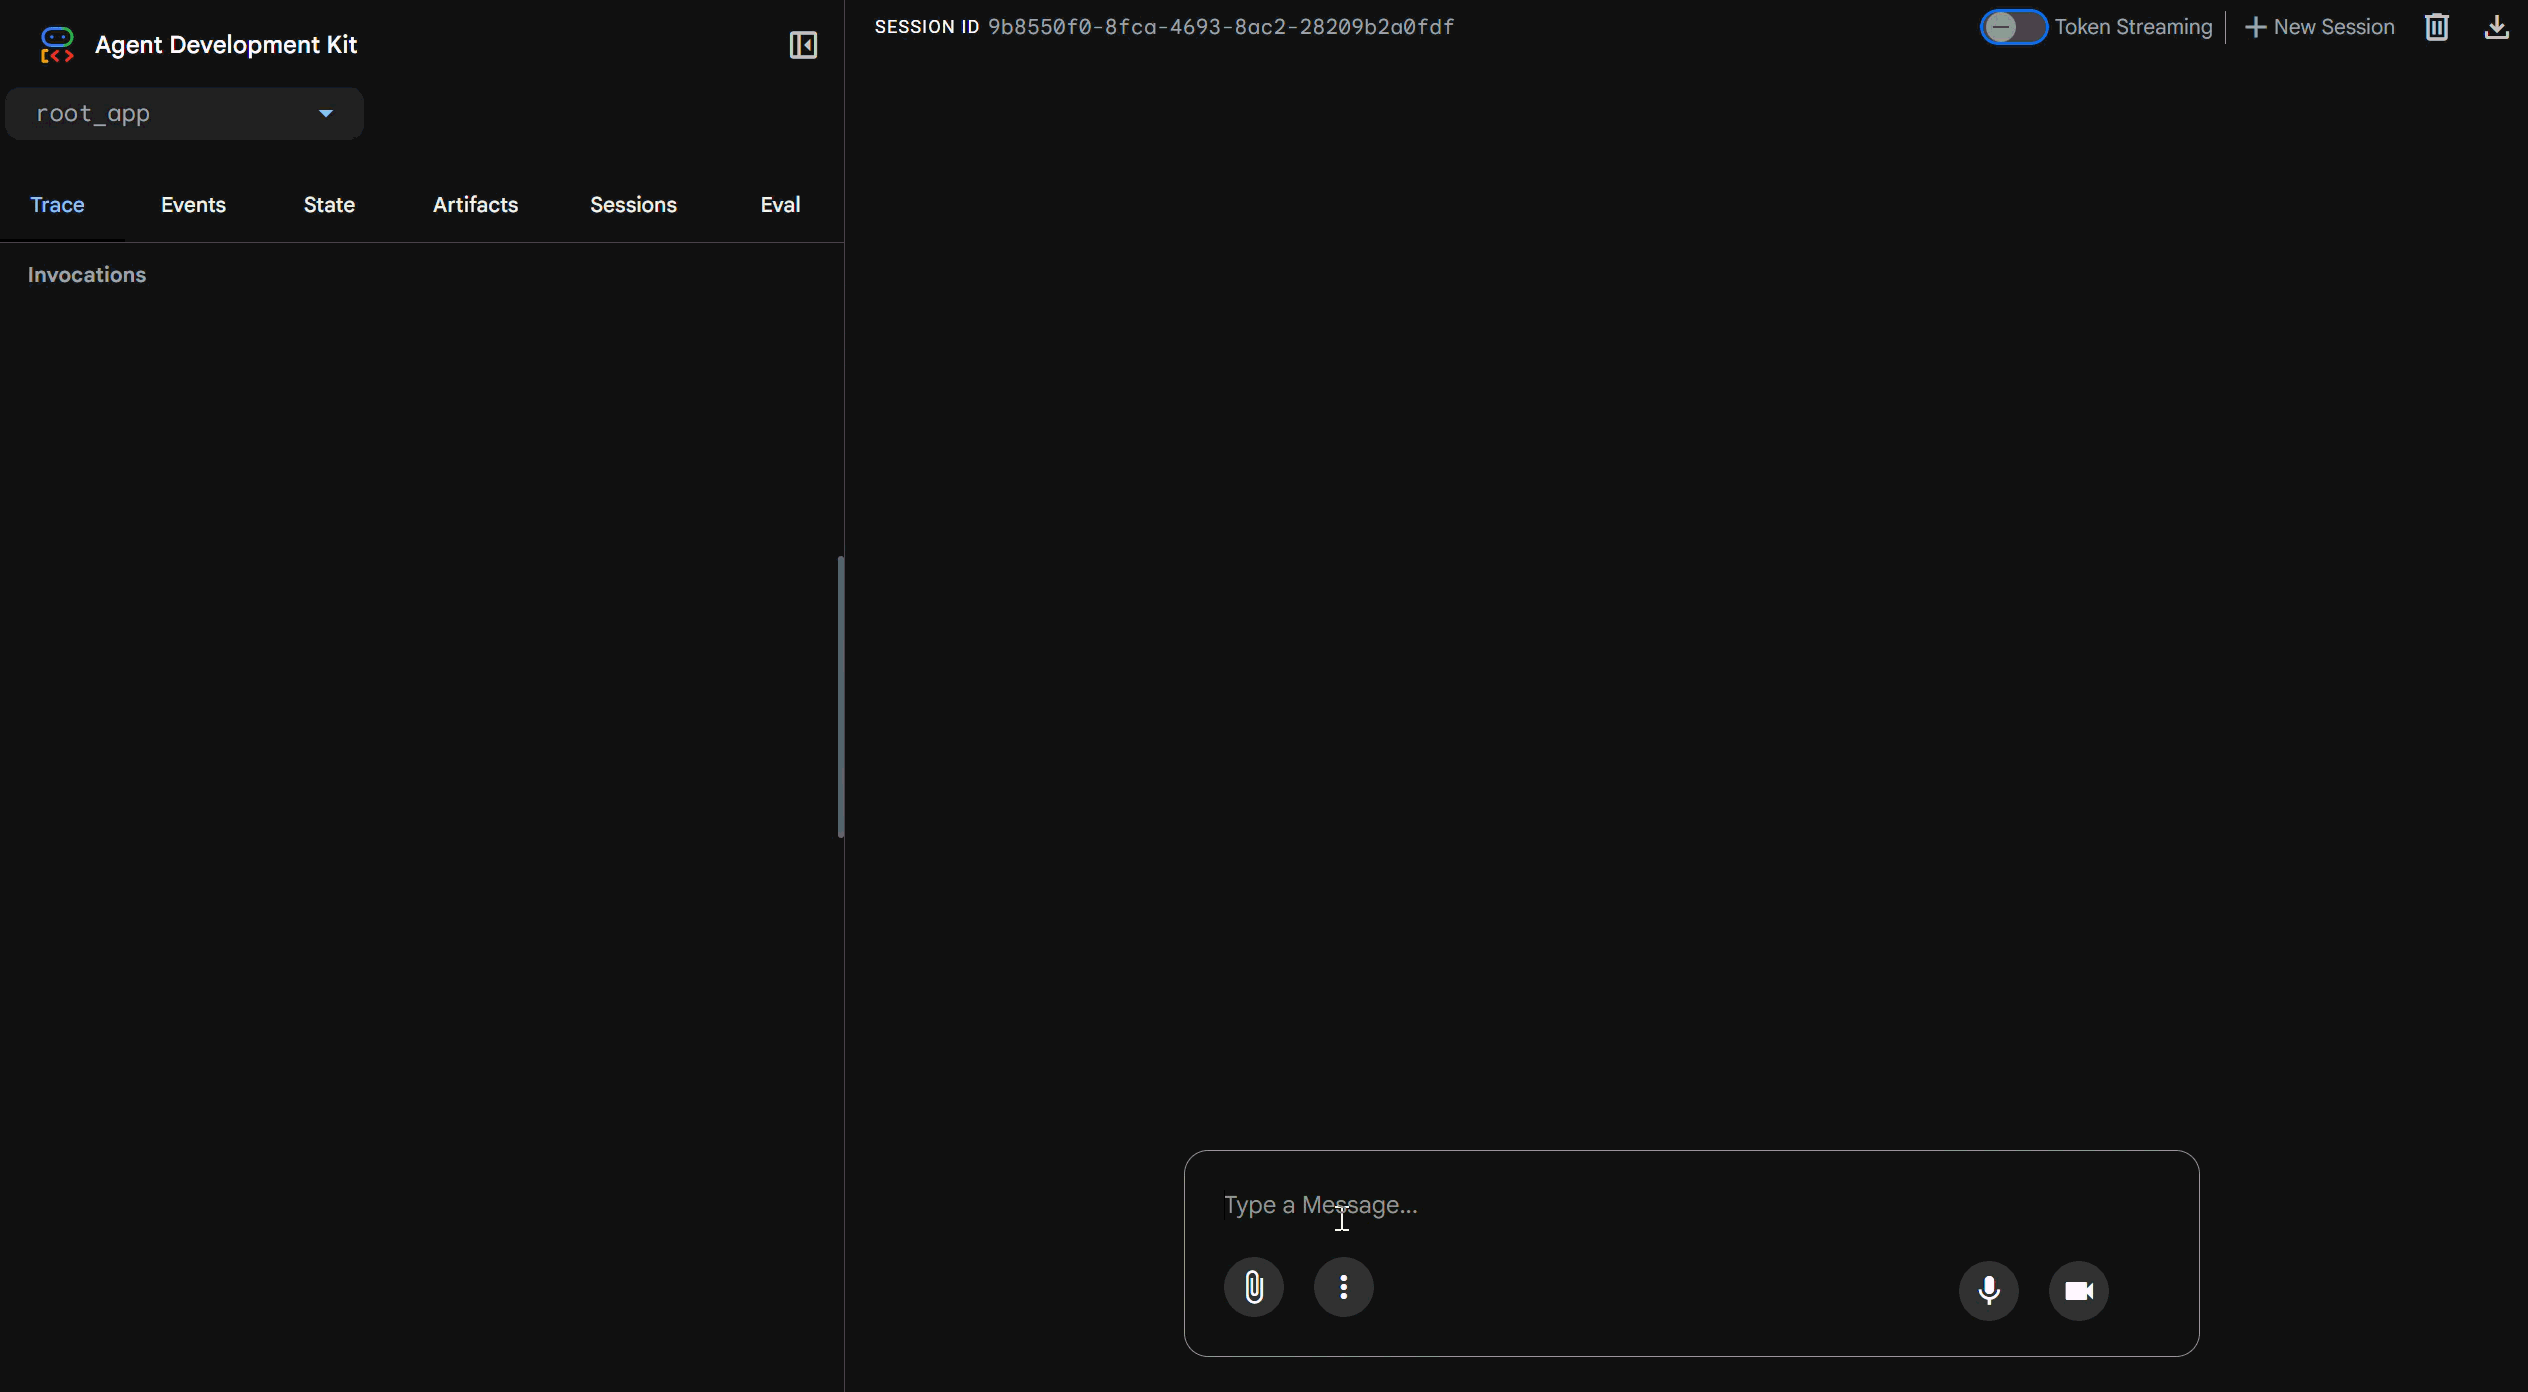 Agent Development Kit
SESSION ID 9b8550f0-8fca-4693-8ac2-28209b2a0fdf
Token Streaming
New Session
root_app
Trace
Events
State
Artifacts
Sessions
Eval
Invocations
Type a Message...